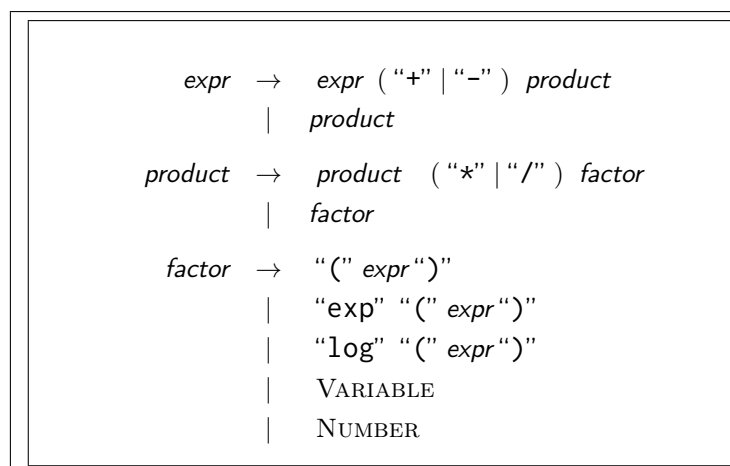 expr → expr ( “+” | “-” ) product
| product
product → product ( “*” | “/” ) factor
| factor
factor → “(” expr “)”
| “exp” “(” expr “)”
| “log” “(” expr “)”
| VARIABLE
| NUMBER